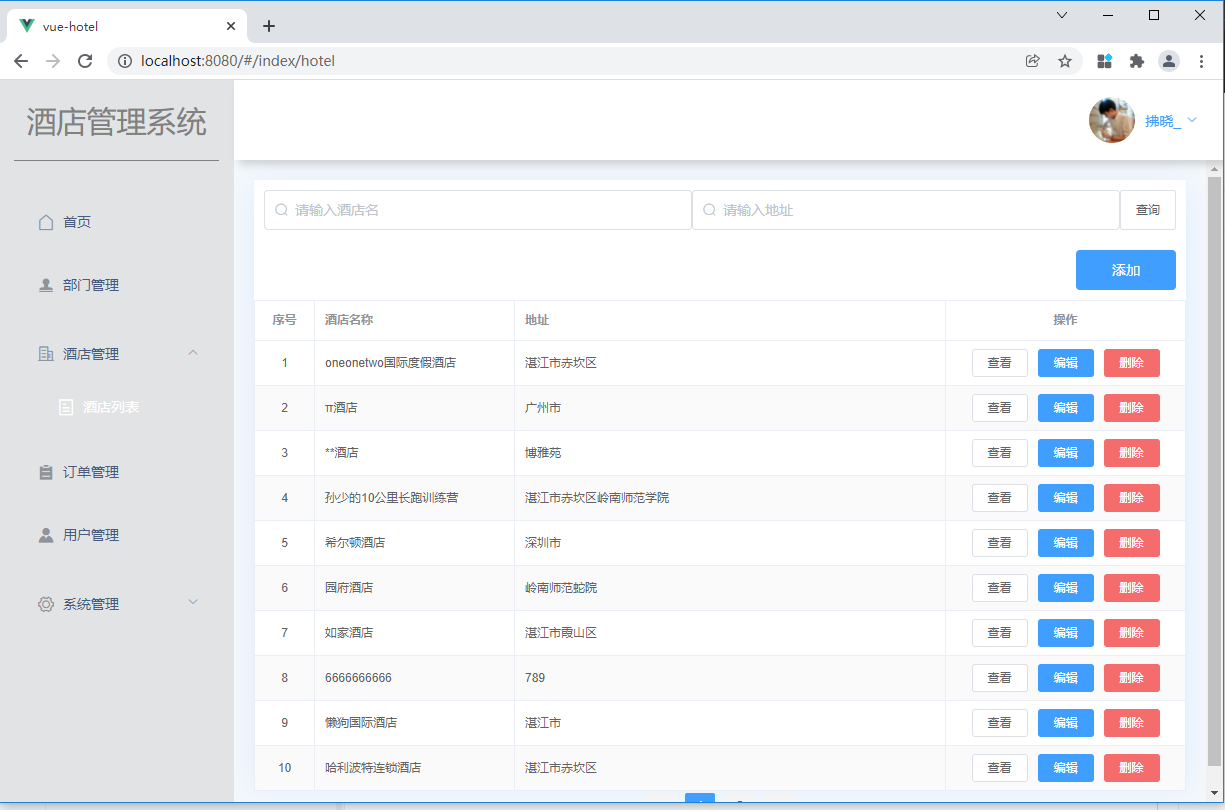 vue-hotel
localhost:8080/#/index/hotel
酒店管理系统
拂晓_
首页
部门管理
酒店管理
酒店列表
订单管理
用户管理
系统管理
请输入酒店名 请输入地址 查询
添加
序号 酒店名称 地址 操作
1 oneonetwo国际度假酒店 湛江市赤坎区 查看 编辑 删除
2 π酒店 广州市 查看 编辑 删除
3 **酒店 博雅苑 查看 编辑 删除
4 孙少的10公里长跑训练营 湛江市赤坎区岭南师范学院 查看 编辑 删除
5 希尔顿酒店 深圳市 查看 编辑 删除
6 园府酒店 岭南师范蛇院 查看 编辑 删除
7 如家酒店 湛江市霞山区 查看 编辑 删除
8 6666666666 789 查看 编辑 删除
9 懒狗国际酒店 湛江市 查看 编辑 删除
10 哈利波特连锁酒店 湛江市赤坎区 查看 编辑 删除